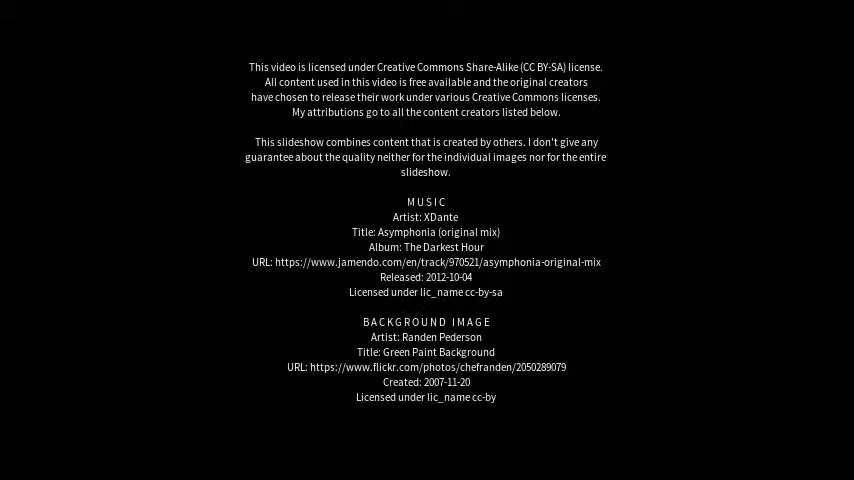 This video is licensed under Creative Commons Share-Alike (CC BY-SA) license.
All content used in this video is free available and the original creators
have chosen to release their work under various Creative Commons licenses.
My attributions go to all the content creators listed below.
This slideshow combines content that is created by others. I don't give any
guarantee about the quality neither for the individual images nor for the entire
slideshow.
MUSIC
Artist: XDante
Title: Asymphonia (original mix)
Album: The Darkest Hour
URL: https://www.jamendo.com/en/track/970521/asymphonia-original-mix
Released: 2012-10-04
Licensed under lic_name cc-by-sa
BACKGROUND IMAGE
Artist: Randen Pederson
Title: Green Paint Background
URL: https://www.flickr.com/photos/chefranden/2050289079
Created: 2007-11-20
Licensed under lic_name cc-by